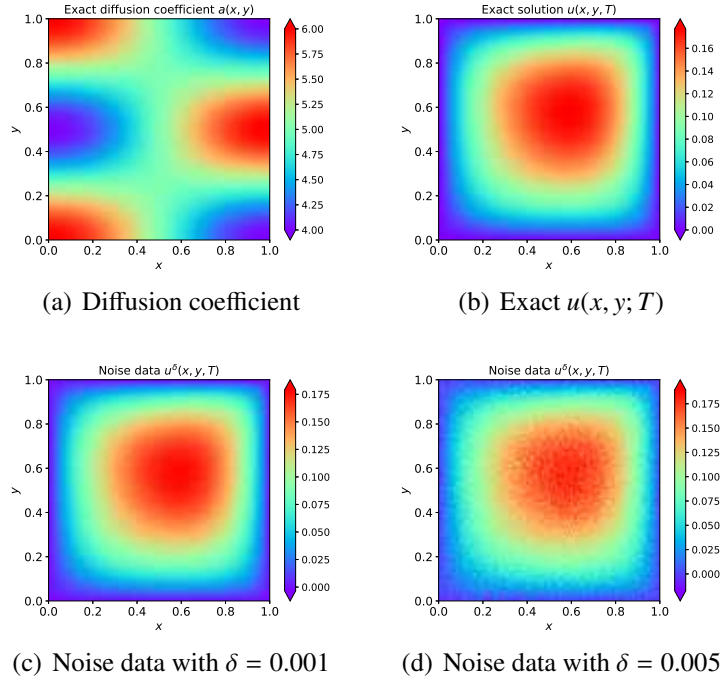 Exact diffusion coefficient a(x, y)
1.0
0.8
0.6
0.4
0.2
0.0
y
0.0 0.2 0.4 0.6 0.8 1.0
x
6.00
5.75
5.50
5.25
5.00
4.75
4.50
4.25
4.00
(a) Diffusion coefficient
Exact solution u(x, y, T)
1.0
0.8
0.6
0.4
0.2
0.0
y
0.0 0.2 0.4 0.6 0.8 1.0
x
0.16
0.14
0.12
0.10
0.08
0.06
0.04
0.02
0.00
(b) Exact u(x, y; T)
Noise data u^δ(x, y, T)
1.0
0.8
0.6
0.4
0.2
0.0
y
0.0 0.2 0.4 0.6 0.8 1.0
x
0.175
0.150
0.125
0.100
0.075
0.050
0.025
0.000
(c) Noise data with δ = 0.001
Noise data u^δ(x, y, T)
1.0
0.8
0.6
0.4
0.2
0.0
y
0.0 0.2 0.4 0.6 0.8 1.0
x
0.175
0.150
0.125
0.100
0.075
0.050
0.025
0.000
(d) Noise data with δ = 0.005